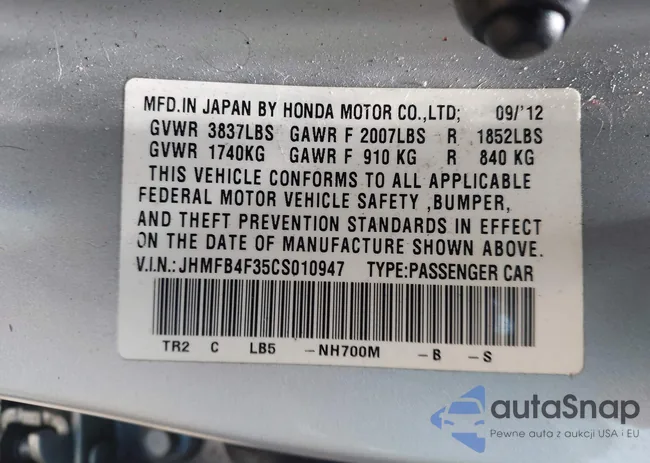 MFD.IN JAPAN BY HONDA MOTOR CO.,LTD; 09/'12
GVWR 3837LBS GAWR F 2007LBS R 1852LBS
GVWR 1740KG GAWR F 910 KG R 840 KG
THIS VEHICLE CONFORMS TO ALL APPLICABLE
FEDERAL MOTOR VEHICLE SAFETY ,BUMPER,
AND THEFT PREVENTION STANDARDS IN EFFECT
ON THE DATE OF MANUFACTURE SHOWN ABOVE.
V.I.N.: JHMFB4F35CS010947 TYPE:PASSENGER CAR
TR2 C LB5 -NH700M -B -S
autaSnap
Pewne auta z aukcji USA i EU